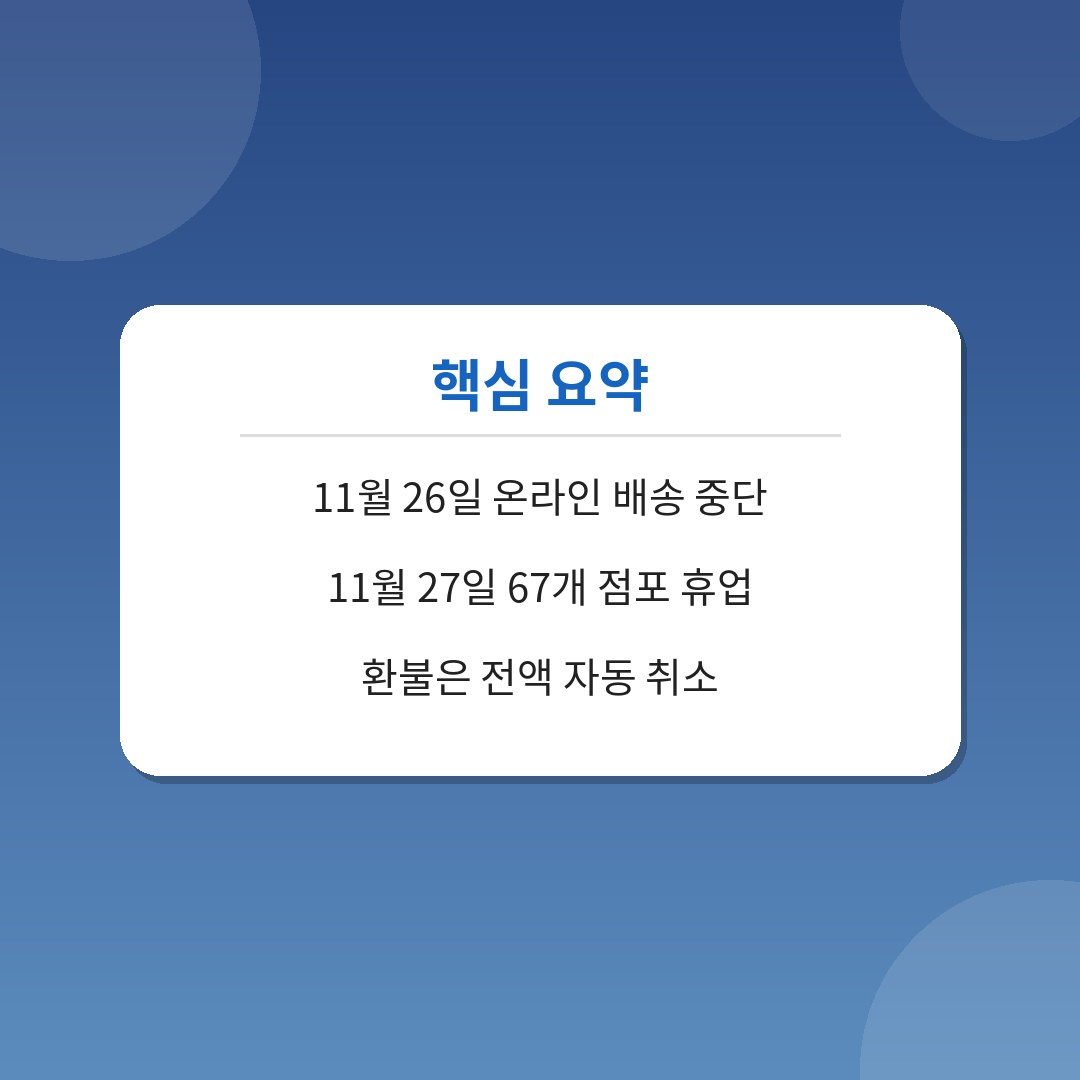 핵심 요약
11월 26일 온라인 배송 중단
11월 27일 67개 점포 휴업
환불은 전액 자동 취소